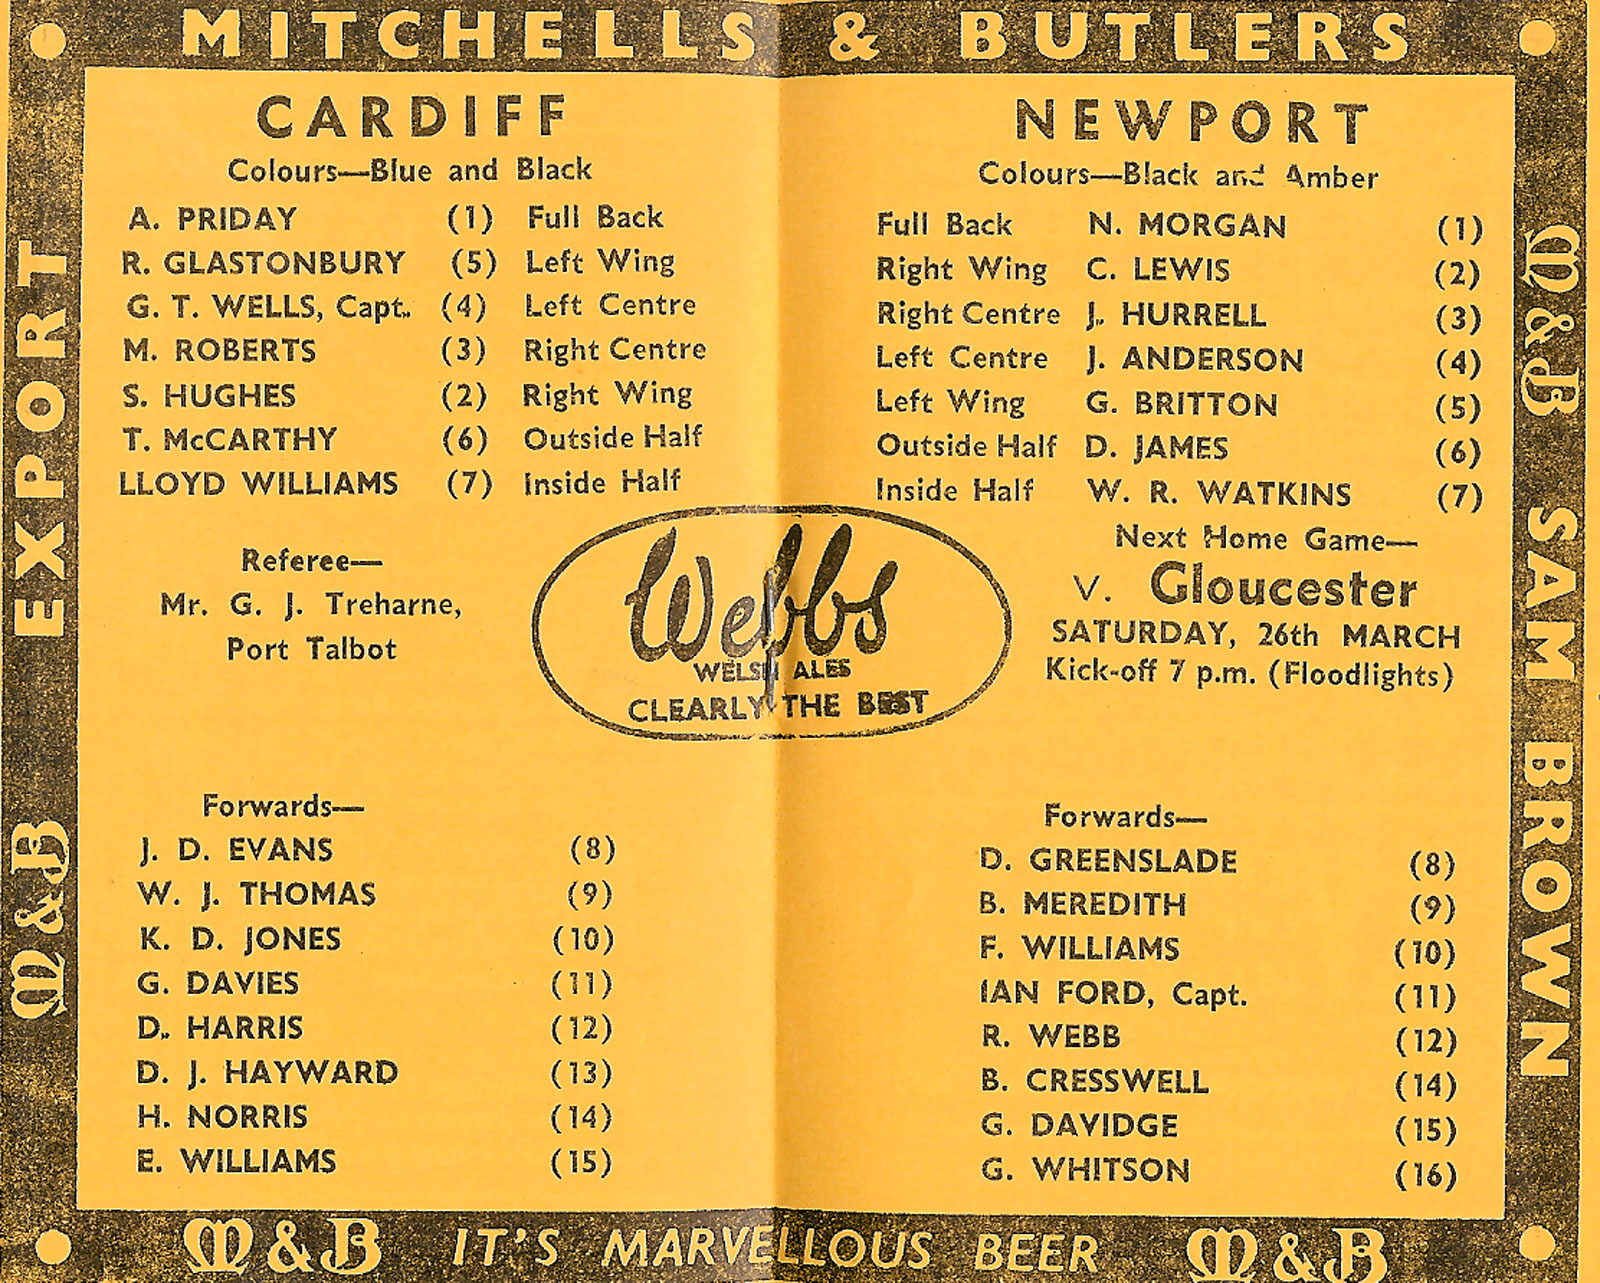 MITCHELLS & BUTLERS
M&B EXPORT
CARDIFF
Colours—Blue and Black
A. PRIDAY (1) Full Back
R. GLASTONBURY (5) Left Wing
G. T. WELLS, Capt. (4) Left Centre
M. ROBERTS (3) Right Centre
S. HUGHES (2) Right Wing
T. McCARTHY (6) Outside Half
LLOYD WILLIAMS (7) Inside Half
Referee—
Mr. G. J. Treharne,
Port Talbot
Forwards—
J. D. EVANS (8)
W. J. THOMAS (9)
K. D. JONES (10)
G. DAVIES (11)
D. HARRIS (12)
D. J. HAYWARD (13)
H. NORRIS (14)
E. WILLIAMS (15)
Webbs
WELSH ALES
CLEARLY THE BEST
NEWPORT
Colours—Black and Amber
Full Back N. MORGAN (1)
Right Wing C. LEWIS (2)
Right Centre J. HURRELL (3)
Left Centre J. ANDERSON (4)
Left Wing G. BRITTON (5)
Outside Half D. JAMES (6)
Inside Half W. R. WATKINS (7)
Next Home Game—
V. Gloucester
SATURDAY, 26th MARCH
Kick-off 7 p.m. (Floodlights)
Forwards—
D. GREENSLADE (8)
B. MEREDITH (9)
F. WILLIAMS (10)
IAN FORD, Capt. (11)
R. WEBB (12)
B. CRESSWELL (14)
G. DAVIDGE (15)
G. WHITSON (16)
M&B SAM BROWN
M&B IT'S MARVELLOUS BEER M&B